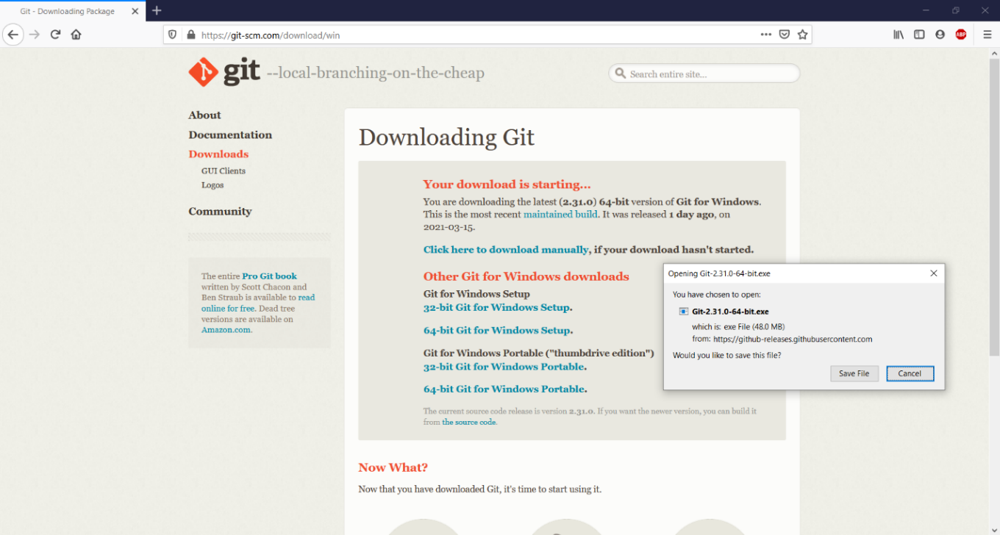 Git - Downloading Package
https://git-scm.com/download/win
ABP
git --local-branching-on-the-cheap
Search entire site...
About
Documentation
Downloads
GUI Clients
Logos
Community
The entire Pro Git book
written by Scott Chacon and
Ben Straub is available to read
online for free. Dead tree
versions are available on
Amazon.com.
Downloading Git
Your download is starting...
You are downloading the latest (2.31.0) 64-bit version of Git for Windows.
This is the most recent maintained build. It was released 1 day ago, on
2021-03-15.
Click here to download manually, if your download hasn't started.
Other Git for Windows downloads
Git for Windows Setup
32-bit Git for Windows Setup.
64-bit Git for Windows Setup.
Git for Windows Portable ("thumbdrive edition")
32-bit Git for Windows Portable.
64-bit Git for Windows Portable.
The current source code release is version 2.31.0. If you want the newer version, you can build it
from the source code.
Now What?
Now that you have downloaded Git, it's time to start using it.
Opening Git-2.31.0-64-bit.exe
You have chosen to open:
Git-2.31.0-64-bit.exe
which is: exe File (48.0 MB)
from: https://github-releases.githubusercontent.com
Would you like to save this file?
Save File
Cancel